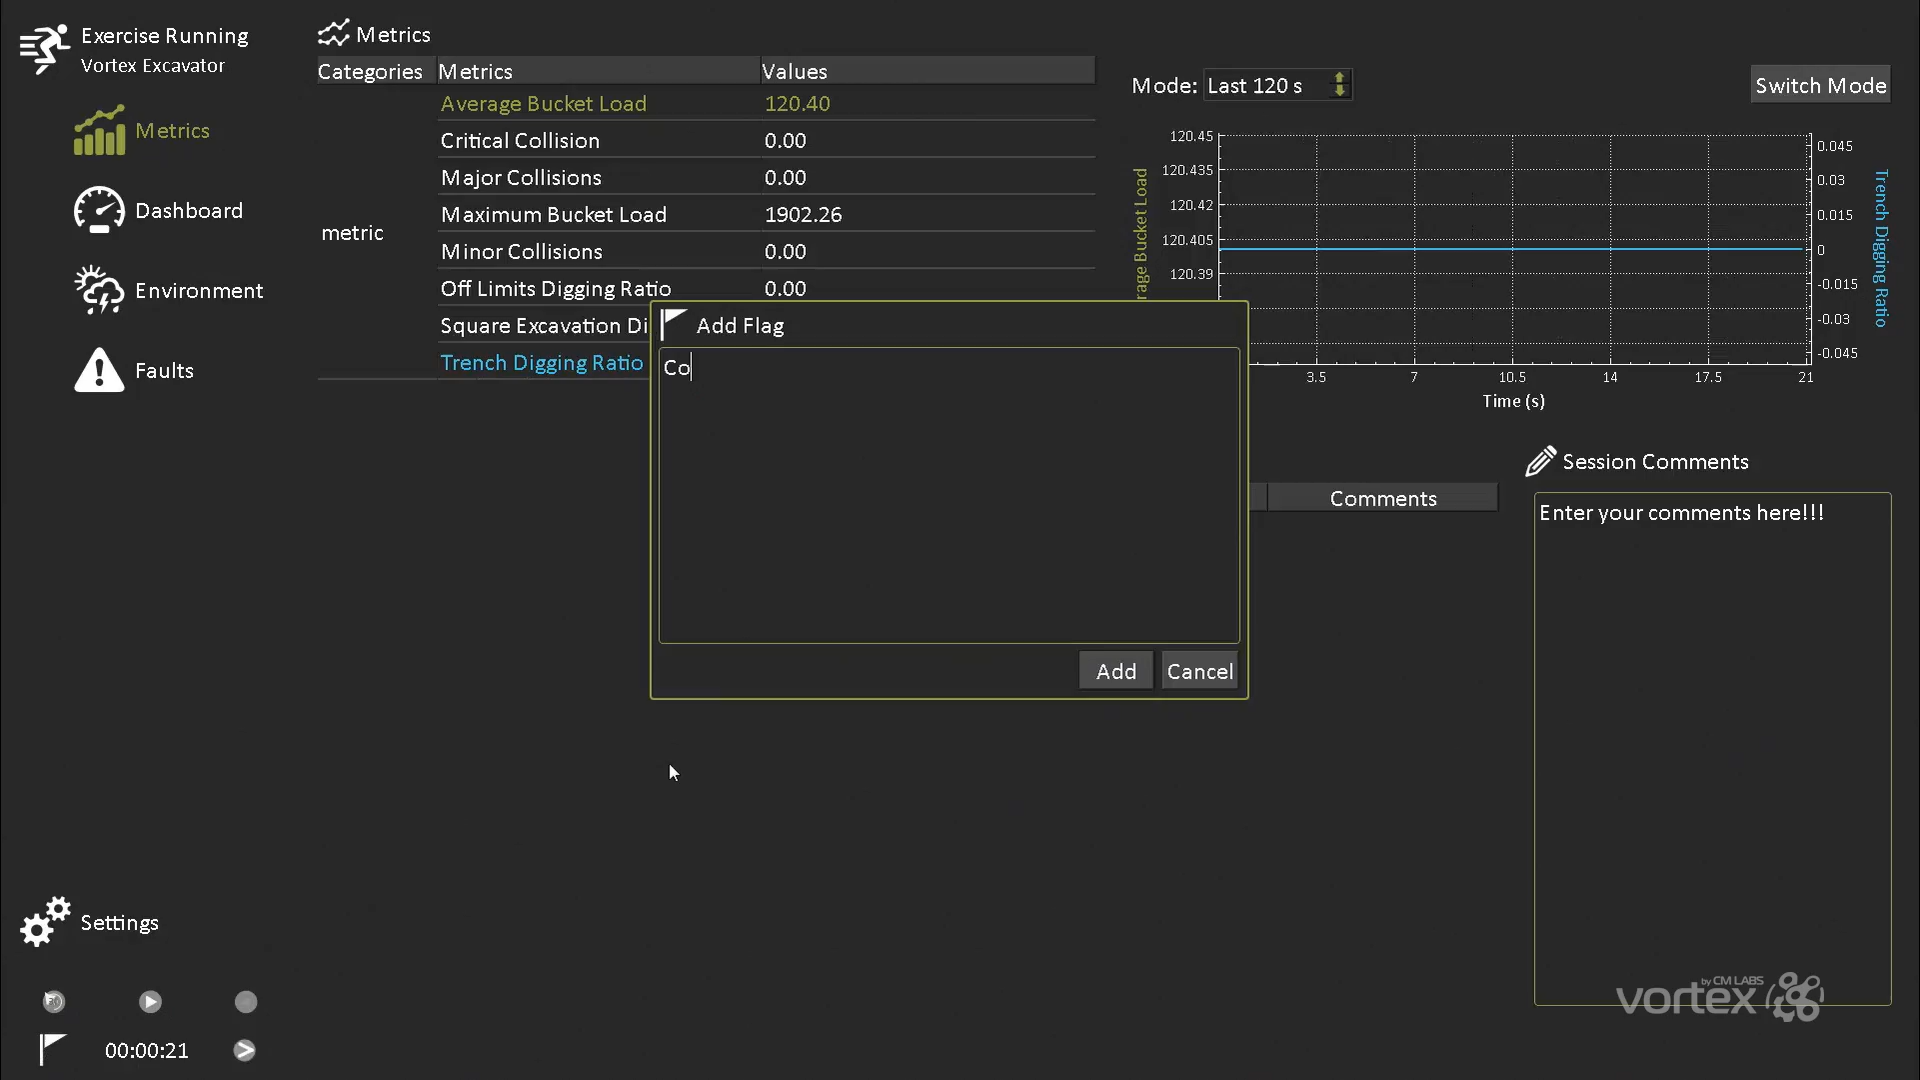 Exercise Running
Vortex Excavator
Metrics
Dashboard
Environment
Faults
Settings
00:00:21
Metrics
Categories Metrics Values
metric
Average Bucket Load 120.40
Critical Collision 0.00
Major Collisions 0.00
Maximum Bucket Load 1902.26
Minor Collisions 0.00
Off Limits Digging Ratio 0.00
Square Excavation Di
Trench Digging Ratio
Add Flag
Co
Add Cancel
Mode: Last 120 s
Switch Mode
rage Bucket Load
120.45
120.435
120.42
120.405
120.39
0.045
0.03
0.015
0
-0.015
-0.03
-0.045
Trench Digging Ratio
3.5 7 10.5 14 17.5 21
Time (s)
Comments
Session Comments
Enter your comments here!!!
by CM LABS
vortex